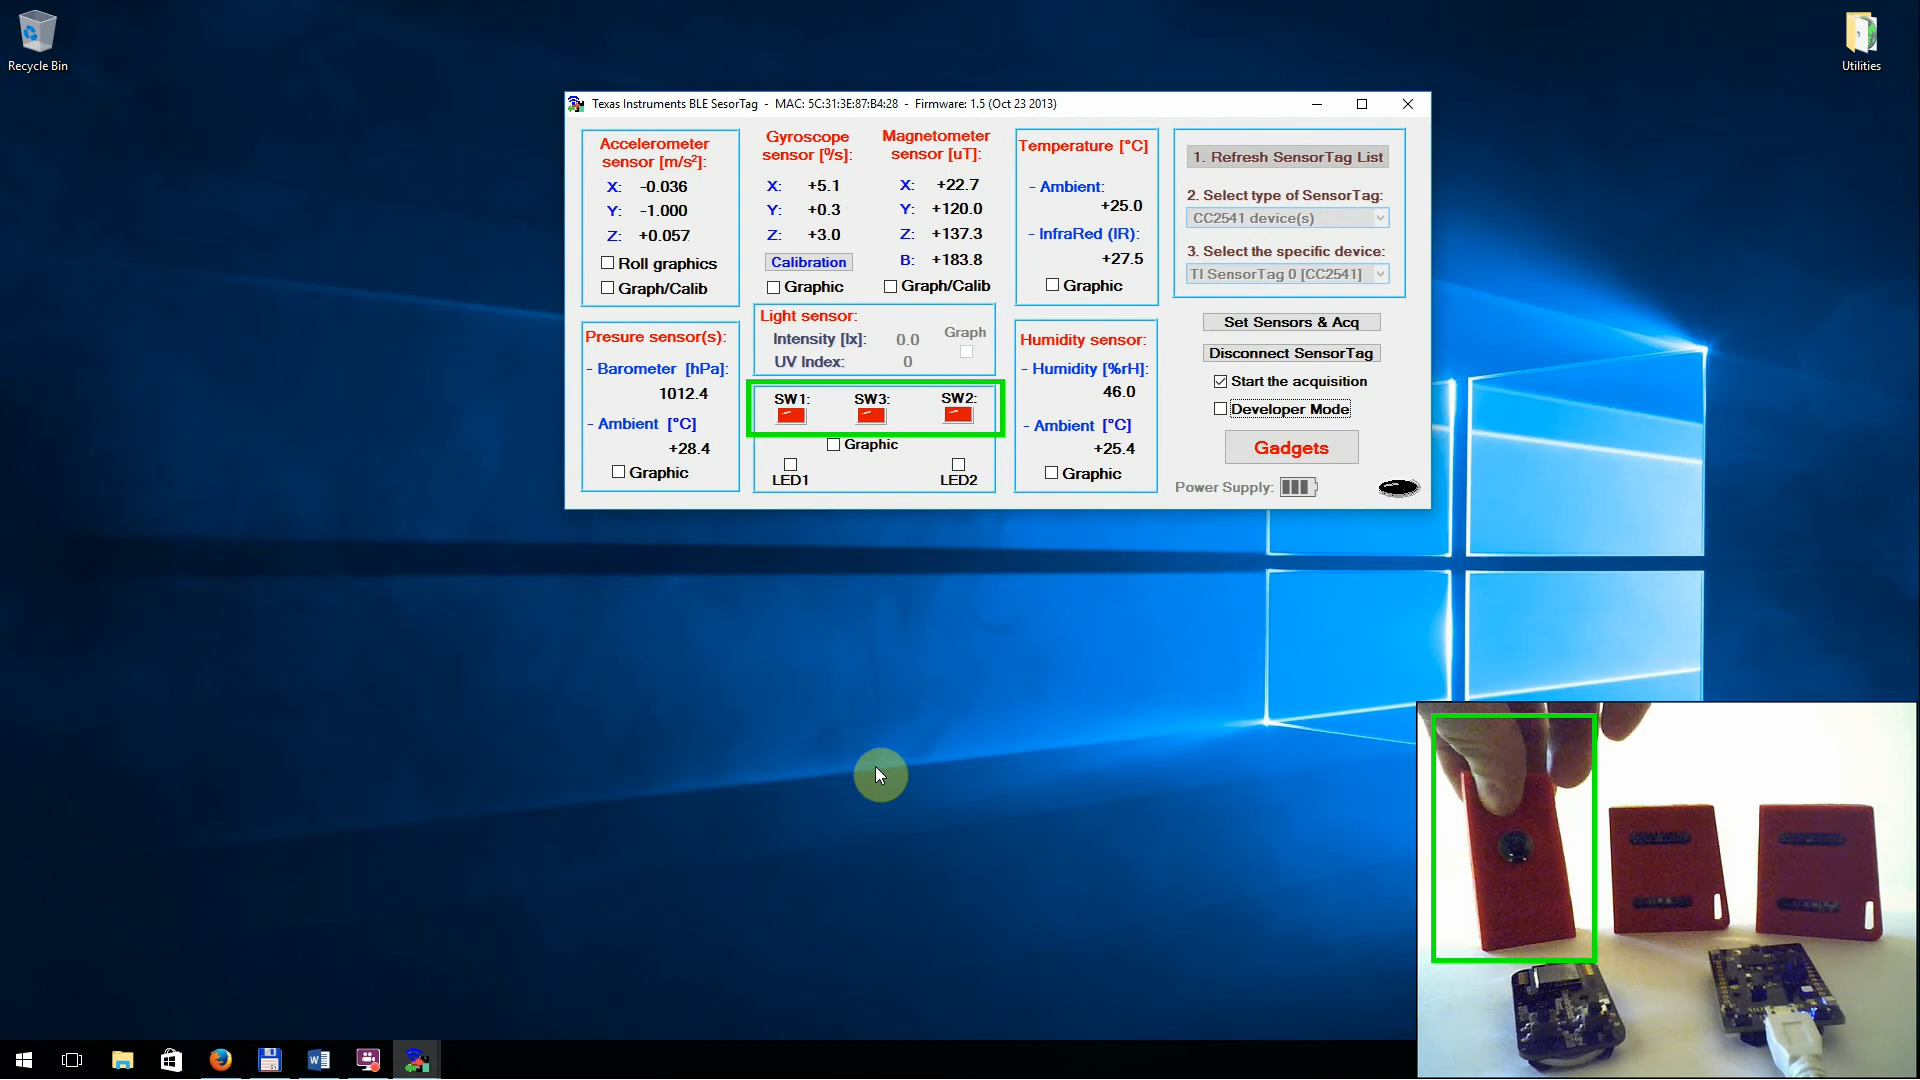 Recycle Bin
Utilities
Texas Instruments BLE SesorTag - MAC: 5C:31:3E:87:B4:28 - Firmware: 1.5 (Oct 23 2013)
Accelerometer
sensor [m/s²]:
X: -0.036
Y: -1.000
Z: +0.057
Roll graphics
Graph/Calib
Gyroscope
sensor [⁰/s]:
X: +5.1
Y: +0.3
Z: +3.0
Calibration
Graphic
Magnetometer
sensor [uT]:
X: +22.7
Y: +120.0
Z: +137.3
B: +183.8
Graph/Calib
Temperature [°C]
- Ambient:
+25.0
- InfraRed (IR):
+27.5
Graphic
1. Refresh SensorTag List
2. Select type of SensorTag:
CC2541 device(s)
3. Select the specific device:
TI SensorTag 0 [CC2541]
Presure sensor(s):
- Barometer [hPa]:
1012.4
- Ambient [°C]
+28.4
Graphic
Light sensor:
Intensity [lx]: 0.0
UV Index: 0
Graph
SW1: SW3: SW2:
Graphic
LED1 LED2
Humidity sensor:
- Humidity [%rH]:
46.0
- Ambient [°C]
+25.4
Graphic
Set Sensors & Acq
Disconnect SensorTag
Start the acquisition
Developer Mode
Gadgets
Power Supply: